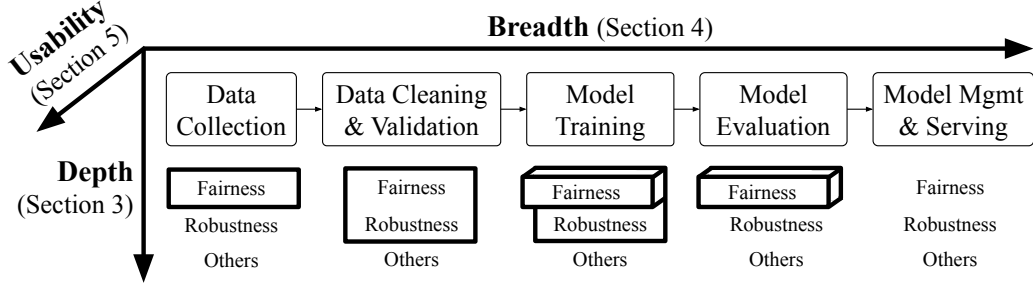 Usability
(Section 5)
Breadth (Section 4)
Depth
(Section 3)
Data
Collection
Data Cleaning
& Validation
Model
Training
Model
Evaluation
Model Mgmt
& Serving
Fairness
Robustness
Others
Fairness
Robustness
Others
Fairness
Robustness
Others
Fairness
Robustness
Others
Fairness
Robustness
Others